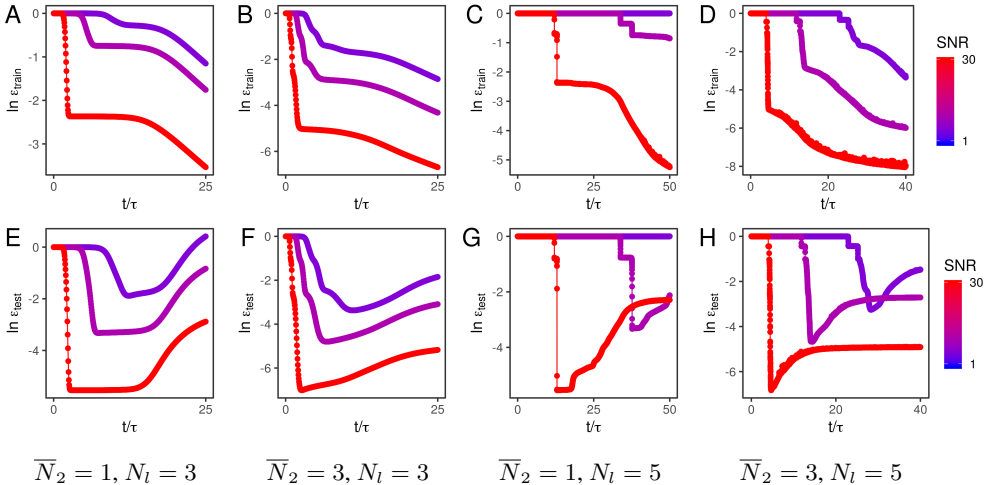 A
B
C
D
ln ε_train
ln ε_train
ln ε_train
ln ε_train
0
-1
-2
-3
0
-2
-4
-6
0
-1
-2
-3
-4
-5
0
-2
-4
-6
-8
0 25
0 25
0 25 50
0 20 40
t/τ
t/τ
t/τ
t/τ
SNR
30
1
E
F
G
H
ln ε_test
ln ε_test
ln ε_test
ln ε_test
0
-2
-4
0
-2
-4
-6
0
-2
-4
0
-2
-4
-6
0 25
0 25
0 25 50
0 20 40
t/τ
t/τ
t/τ
t/τ
SNR
30
1
N̅₂ = 1, N_l = 3
N̅₂ = 3, N_l = 3
N̅₂ = 1, N_l = 5
N̅₂ = 3, N_l = 5